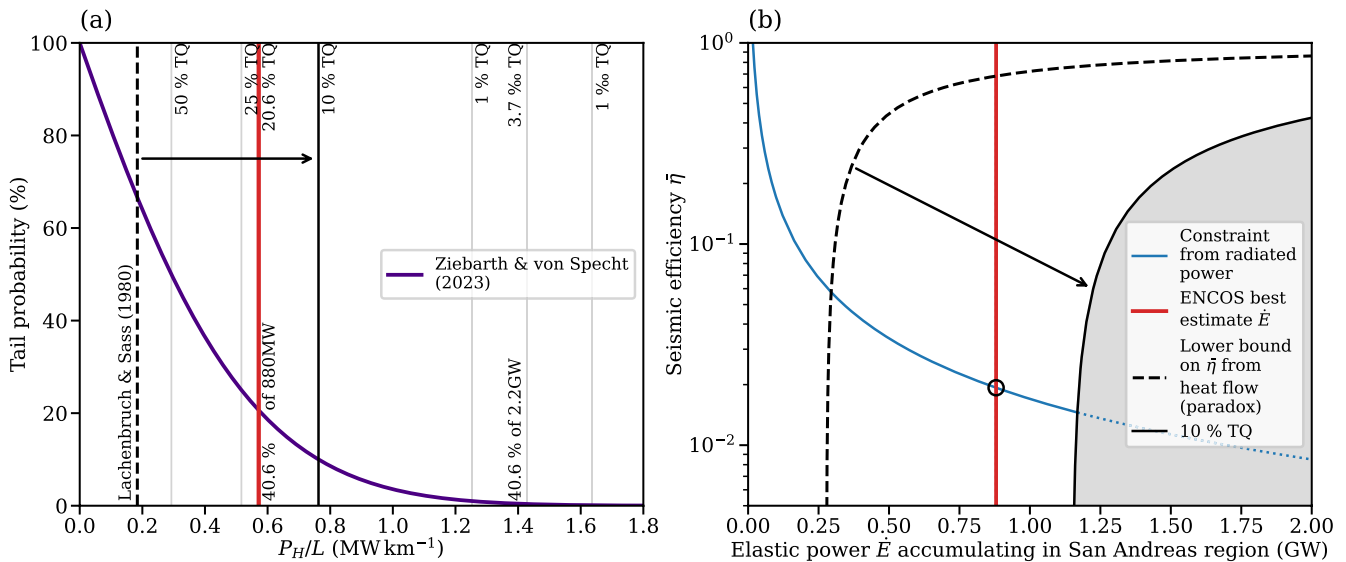 (a)
100
80
60
40
20
0
Tail probability (%)
0.0
0.2
0.4
0.6
0.8
1.0
1.2
1.4
1.6
1.8
P_H/L (MW km⁻¹)
Lachenbruch & Sass (1980)
50 % TQ
25 % TQ
20.6 % TQ
10 % TQ
1 % TQ
3.7 ‰ TQ
1 ‰ TQ
40.6 % of 880MW
40.6 % of 2.2GW
Ziebarth & von Specht
(2023)
(b)
10⁰
10⁻¹
10⁻²
Seismic efficiency η̄
0.00
0.25
0.50
0.75
1.00
1.25
1.50
1.75
2.00
Elastic power Ė accumulating in San Andreas region (GW)
Constraint
from radiated
power
ENCOS best
estimate Ė
Lower bound
on η̄ from
heat flow
(paradox)
10 % TQ